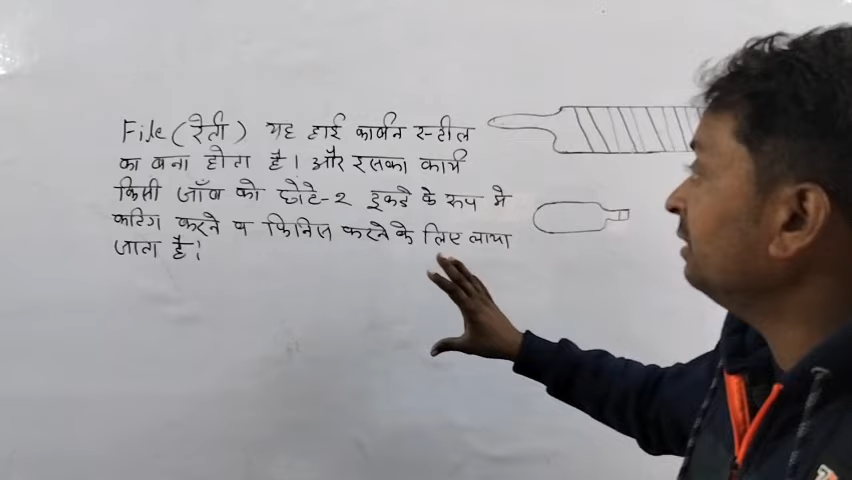 File (रेती) यह हाई कार्बन स्टील
का बना होता है। और इसका कार्य
किसी जॉब को छोटे-2 टुकडे के रूप मे
कटिंग करने व फिनिस करने के लिए लाया
जाता है।